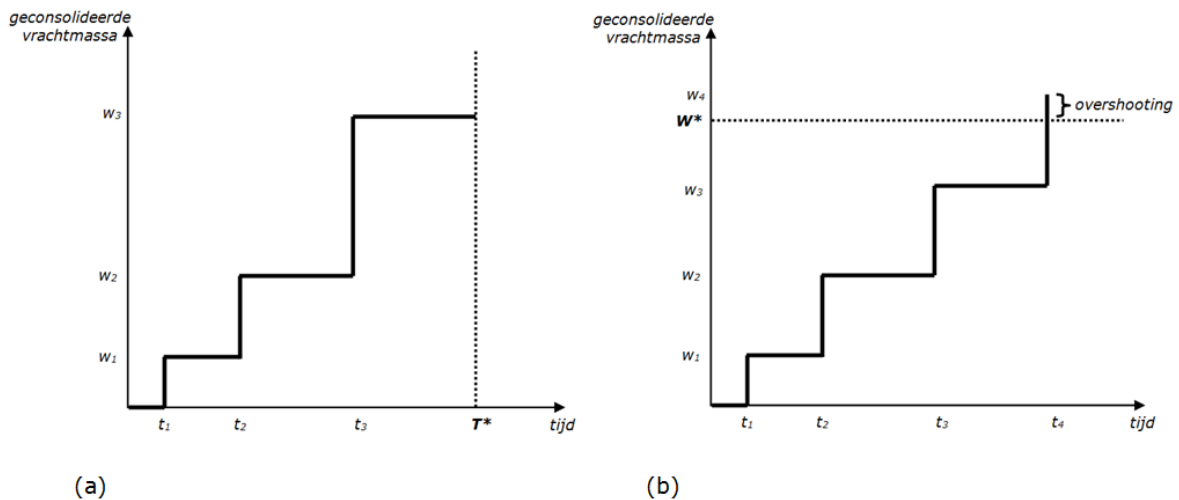 geconsolideerde
vrachtmassa
w₃
w₂
w₁
t₁ t₂ t₃ T* tijd
(a)
geconsolideerde
vrachtmassa
w₄
overshooting
W*
w₃
w₂
w₁
t₁ t₂ t₃ t₄ tijd
(b)